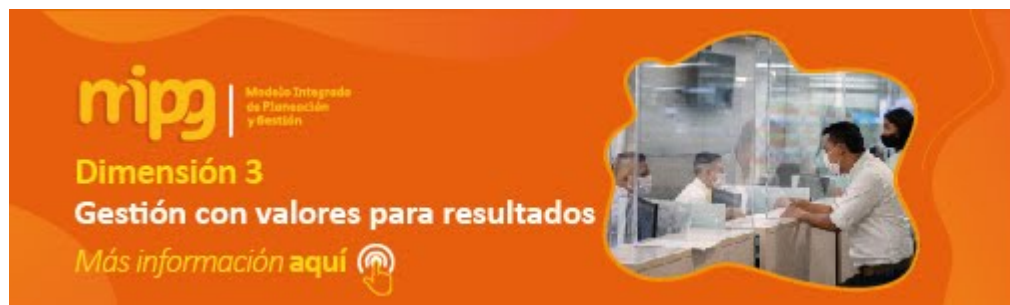 mipg
Modelo Integrado
de Planeación
y Gestión
Dimensión 3
Gestión con valores para resultados
Más información aquí